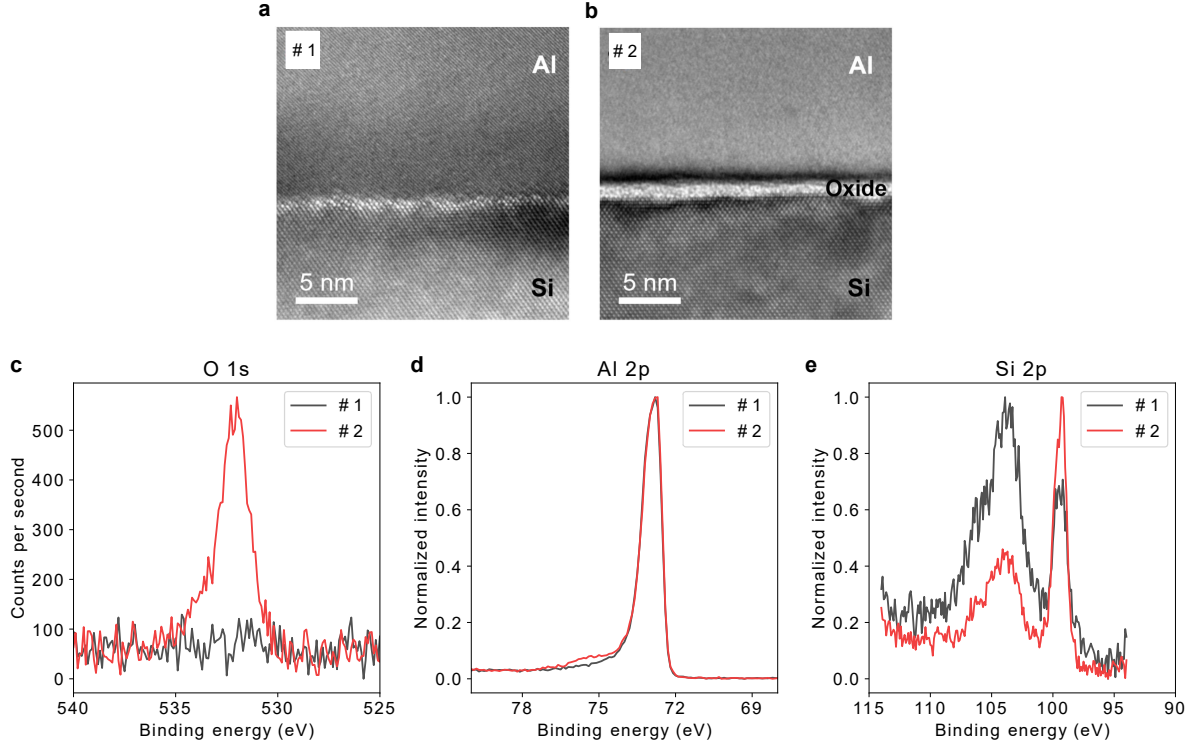 a
b
# 1
Al
5 nm
Si
# 2
Al
Oxide
5 nm
Si
c
O 1s
Counts per second
500
400
300
200
100
0
# 1
# 2
540
535
530
525
Binding energy (eV)
d
Al 2p
Normalized intensity
1.0
0.8
0.6
0.4
0.2
0.0
# 1
# 2
78
75
72
69
Binding energy (eV)
e
Si 2p
Normalized intensity
1.0
0.8
0.6
0.4
0.2
0.0
# 1
# 2
115
110
105
100
95
90
Binding energy (eV)